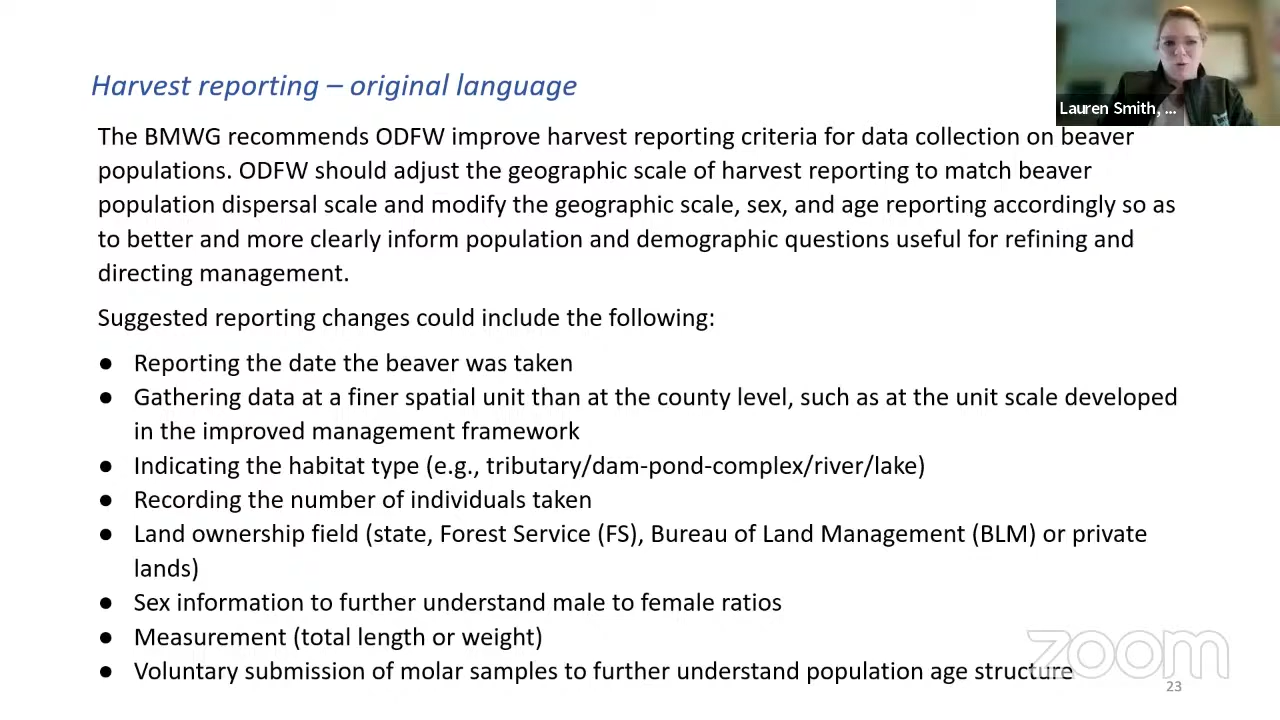 Lauren Smith, ...
Harvest reporting – original language
The BMWG recommends ODFW improve harvest reporting criteria for data collection on beaver
populations. ODFW should adjust the geographic scale of harvest reporting to match beaver
population dispersal scale and modify the geographic scale, sex, and age reporting accordingly so as
to better and more clearly inform population and demographic questions useful for refining and
directing management.
Suggested reporting changes could include the following:
● Reporting the date the beaver was taken
● Gathering data at a finer spatial unit than at the county level, such as at the unit scale developed
in the improved management framework
● Indicating the habitat type (e.g., tributary/dam-pond-complex/river/lake)
● Recording the number of individuals taken
● Land ownership field (state, Forest Service (FS), Bureau of Land Management (BLM) or private
lands)
● Sex information to further understand male to female ratios
● Measurement (total length or weight)
● Voluntary submission of molar samples to further understand population age structure
zoom
23